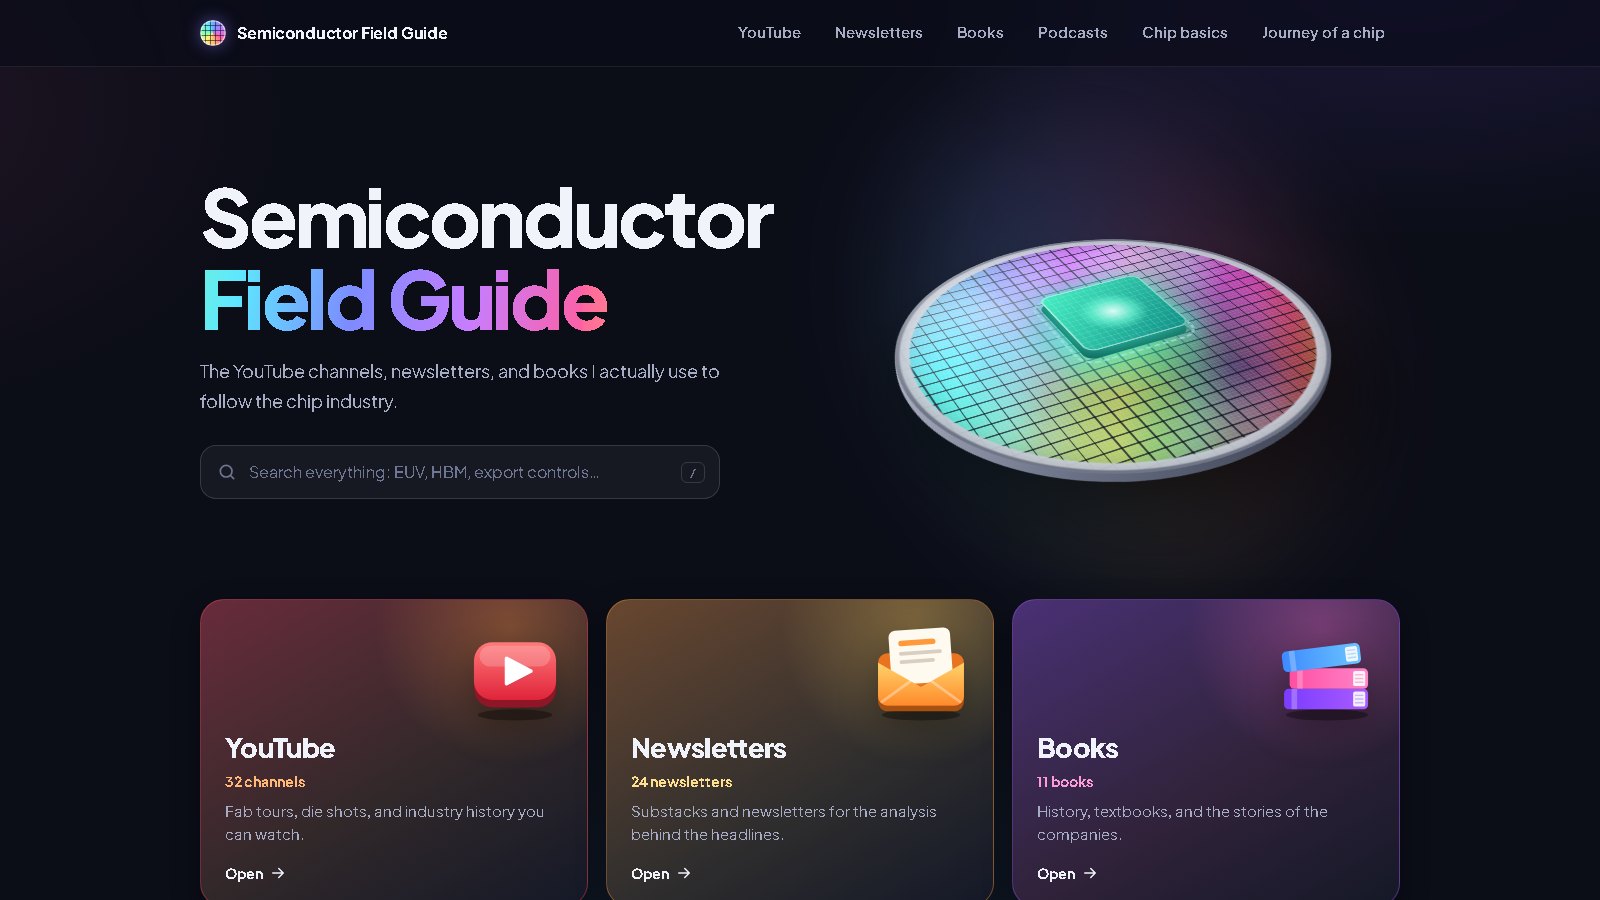 Semiconductor Field Guide
YouTube
Newsletters
Books
Podcasts
Chip basics
Journey of a chip
Semiconductor
Field Guide
The YouTube channels, newsletters, and books I actually use to
follow the chip industry.
Search everything: EUV, HBM, export controls...
/
YouTube
32 channels
Fab tours, die shots, and industry history you
can watch.
Open →
Newsletters
24 newsletters
Substacks and newsletters for the analysis
behind the headlines.
Open →
Books
11 books
History, textbooks, and the stories of the
companies.
Open →